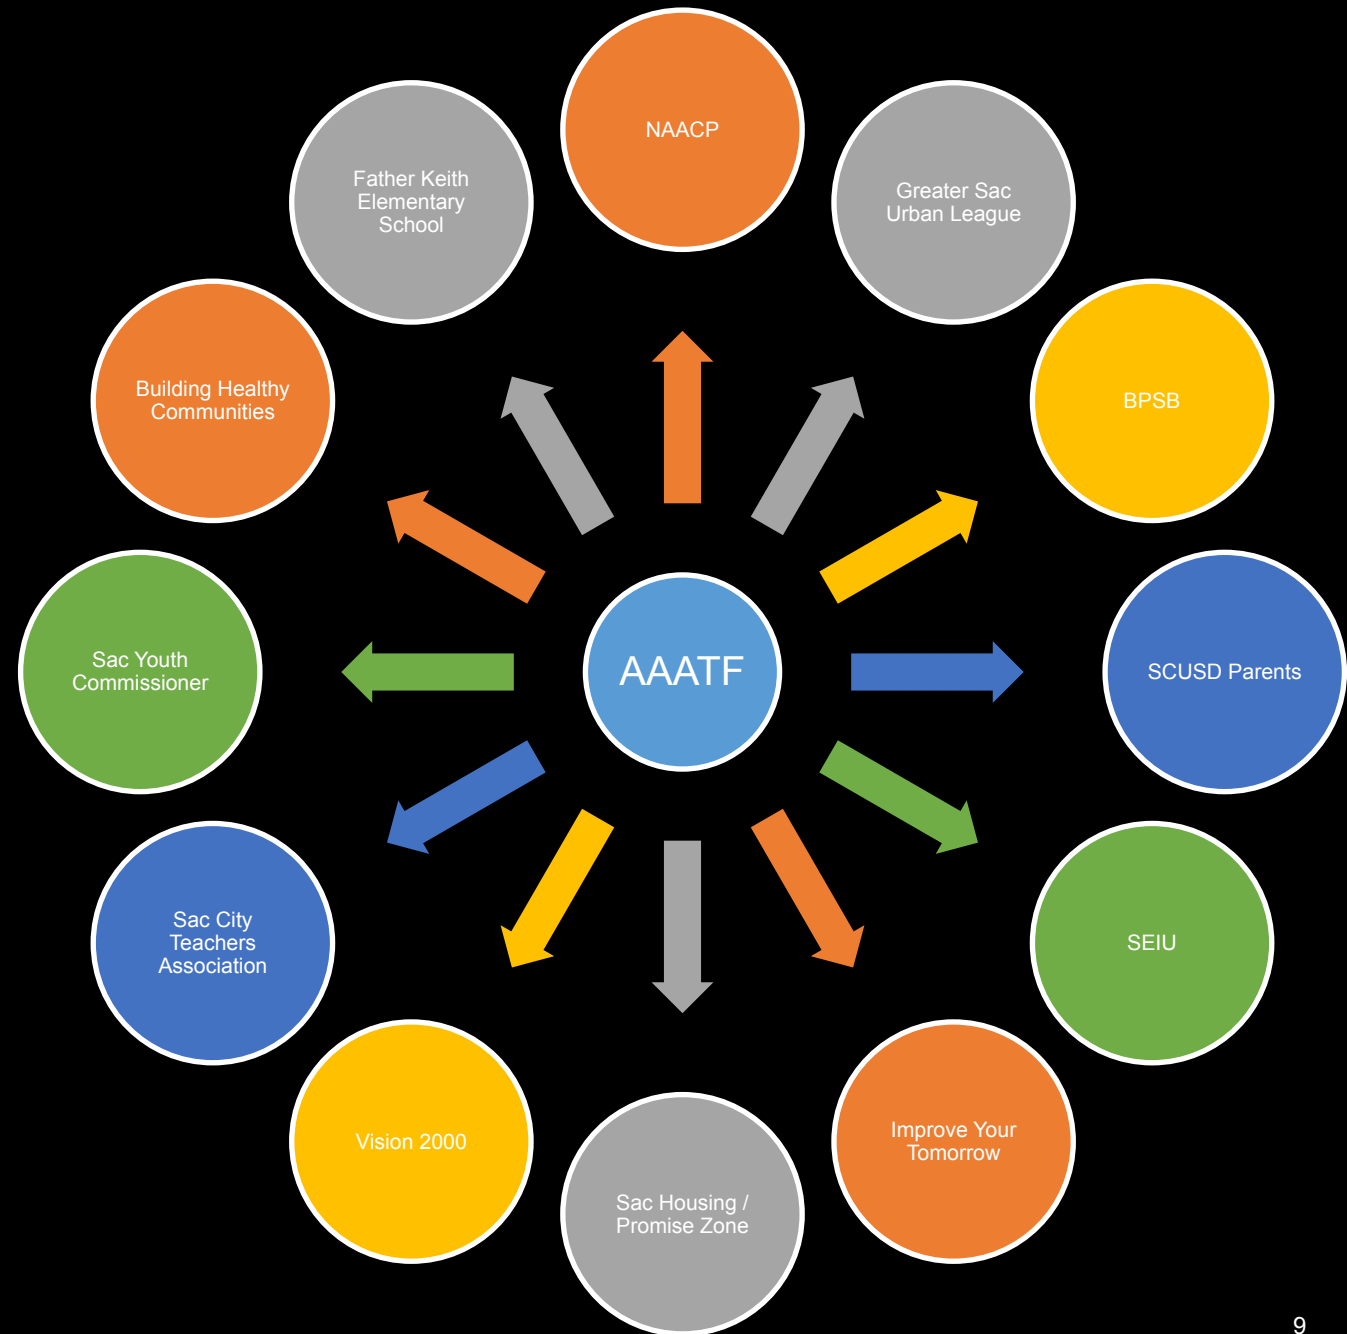 NAACP
Greater Sac
Urban League
BPSB
SCUSD Parents
SEIU
Improve Your
Tomorrow
Sac Housing /
Promise Zone
Vision 2000
Sac City
Teachers
Association
Sac Youth
Commissioner
Building Healthy
Communities
Father Keith
Elementary
School
AAATF
9